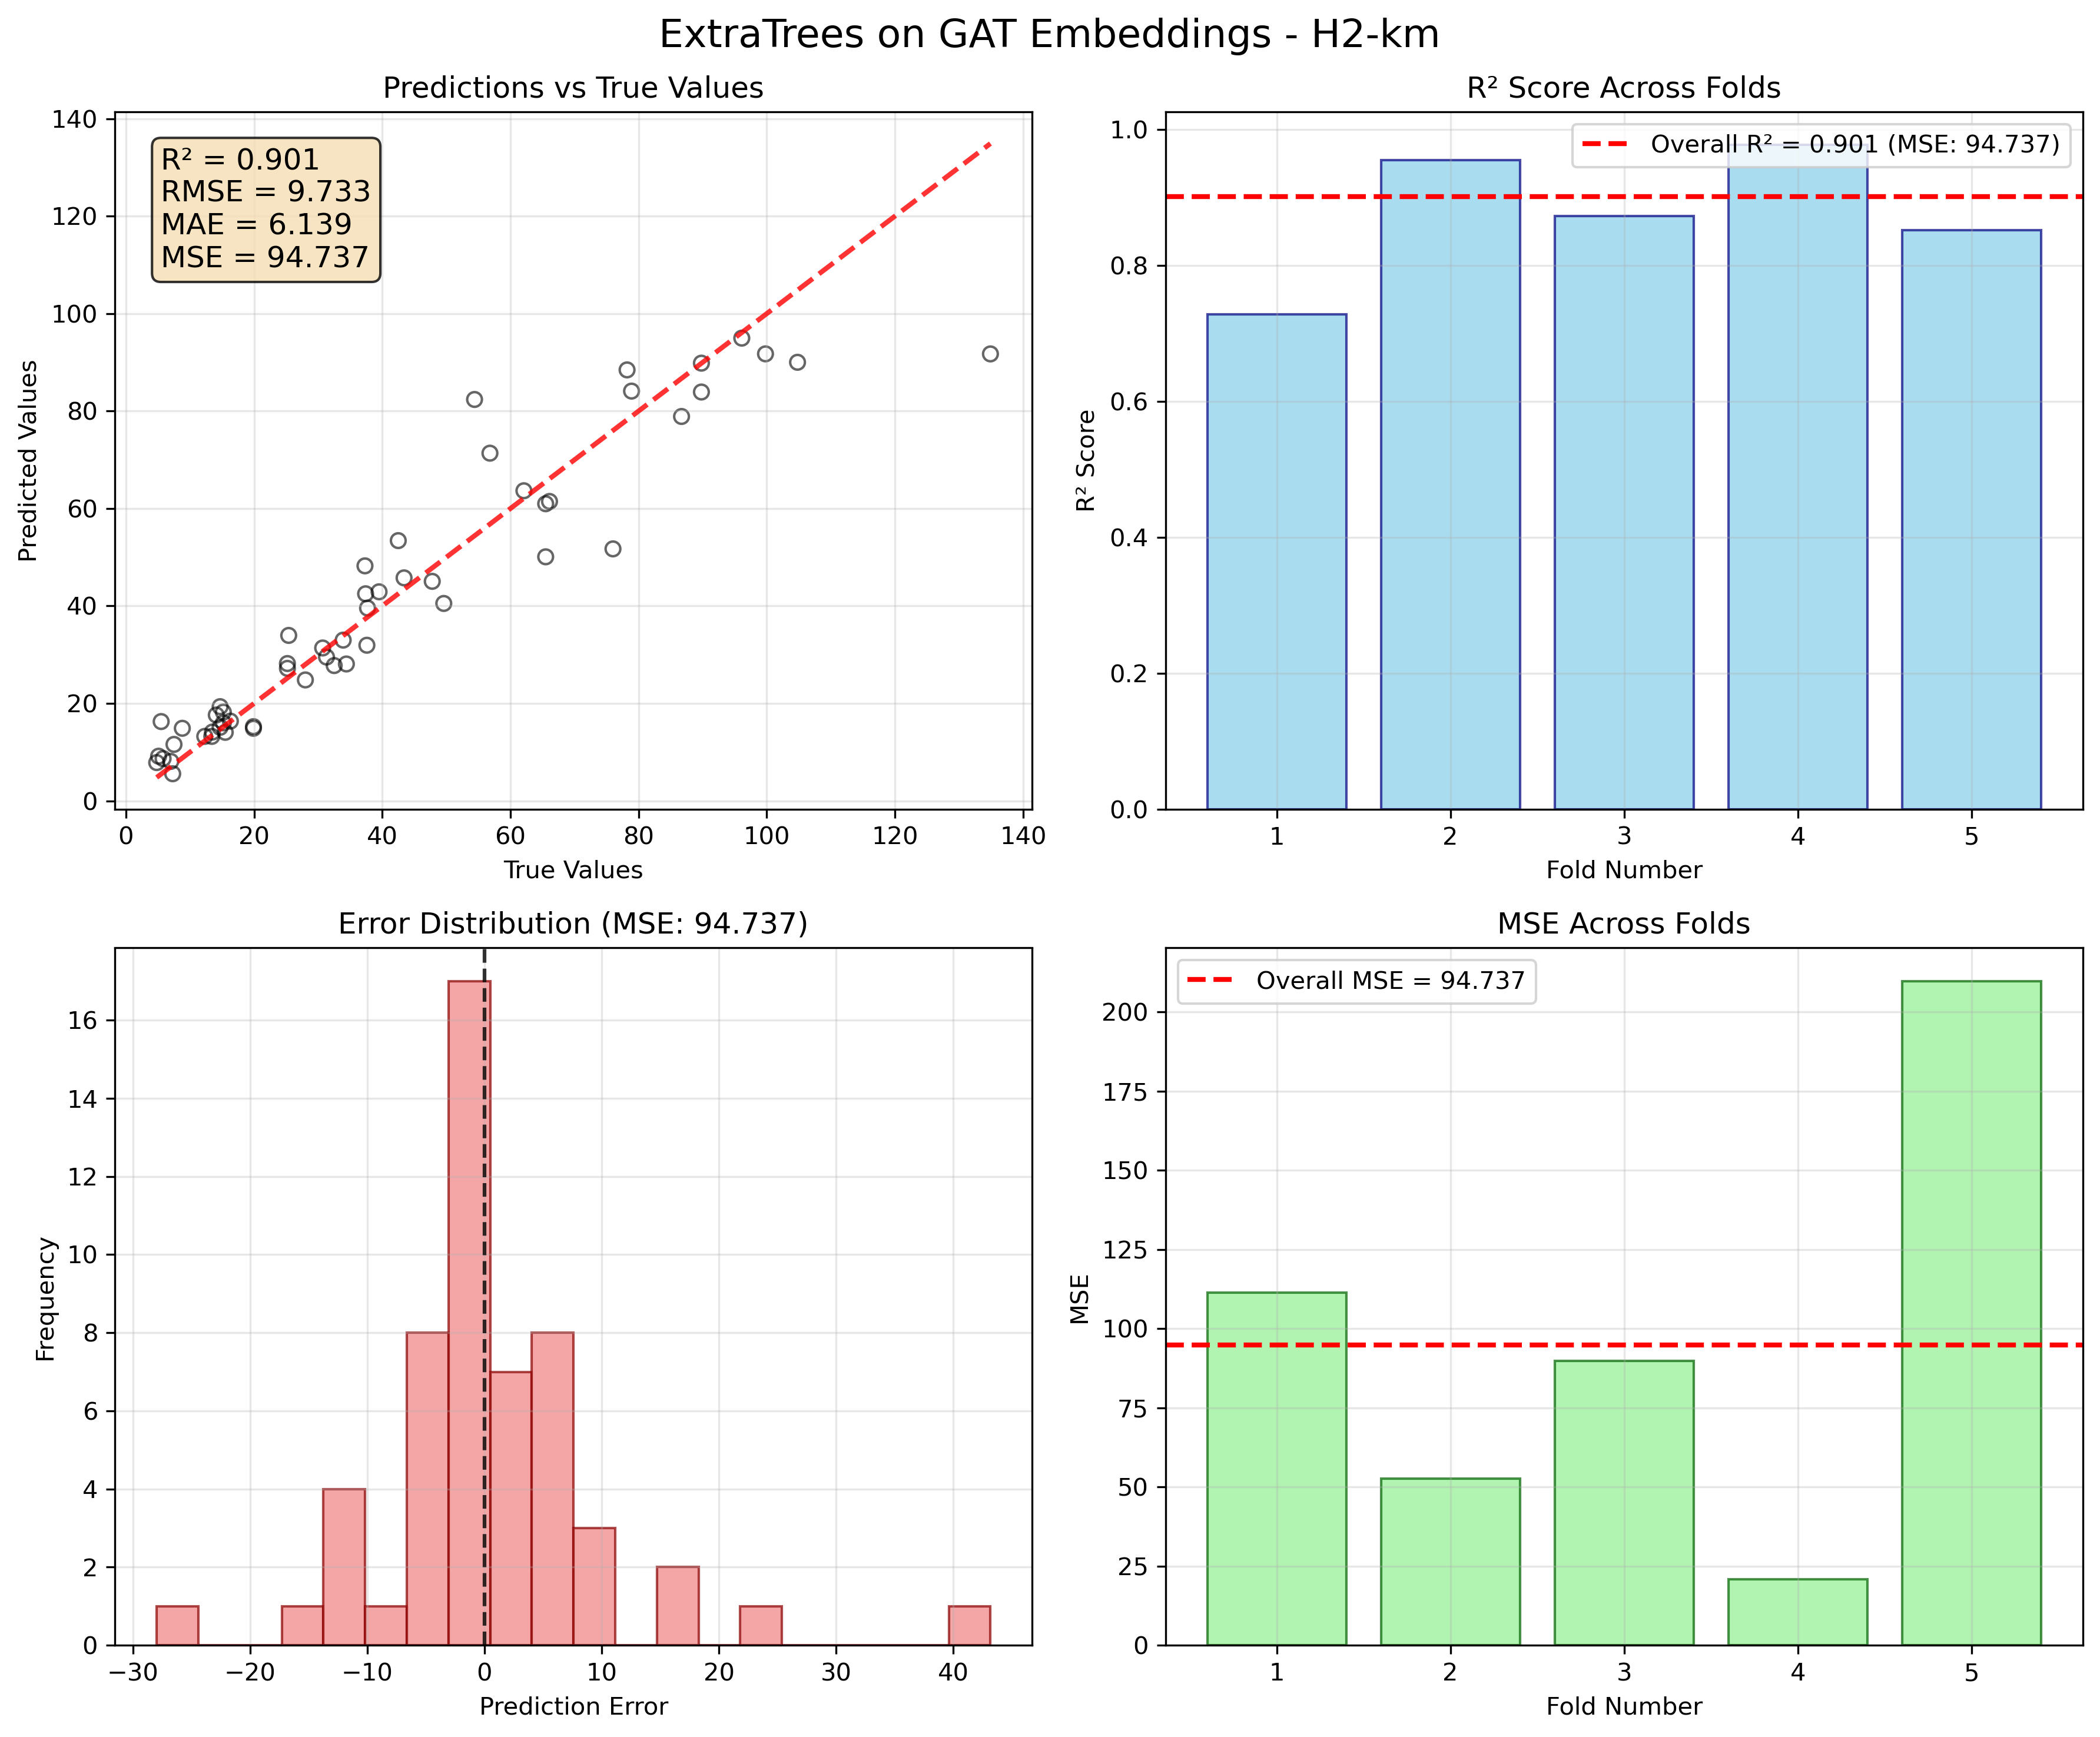 ExtraTrees on GAT Embeddings - H2-km
Predictions vs True Values
R² = 0.901
RMSE = 9.733
MAE = 6.139
MSE = 94.737
140
120
100
80
60
40
20
0
Predicted Values
0 20 40 60 80 100 120 140
True Values
R² Score Across Folds
Overall R² = 0.901 (MSE: 94.737)
1.0
0.8
0.6
0.4
0.2
0.0
R² Score
1 2 3 4 5
Fold Number
Error Distribution (MSE: 94.737)
16
14
12
10
8
6
4
2
0
Frequency
−30 −20 −10 0 10 20 30 40
Prediction Error
MSE Across Folds
Overall MSE = 94.737
200
175
150
125
100
75
50
25
0
MSE
1 2 3 4 5
Fold Number